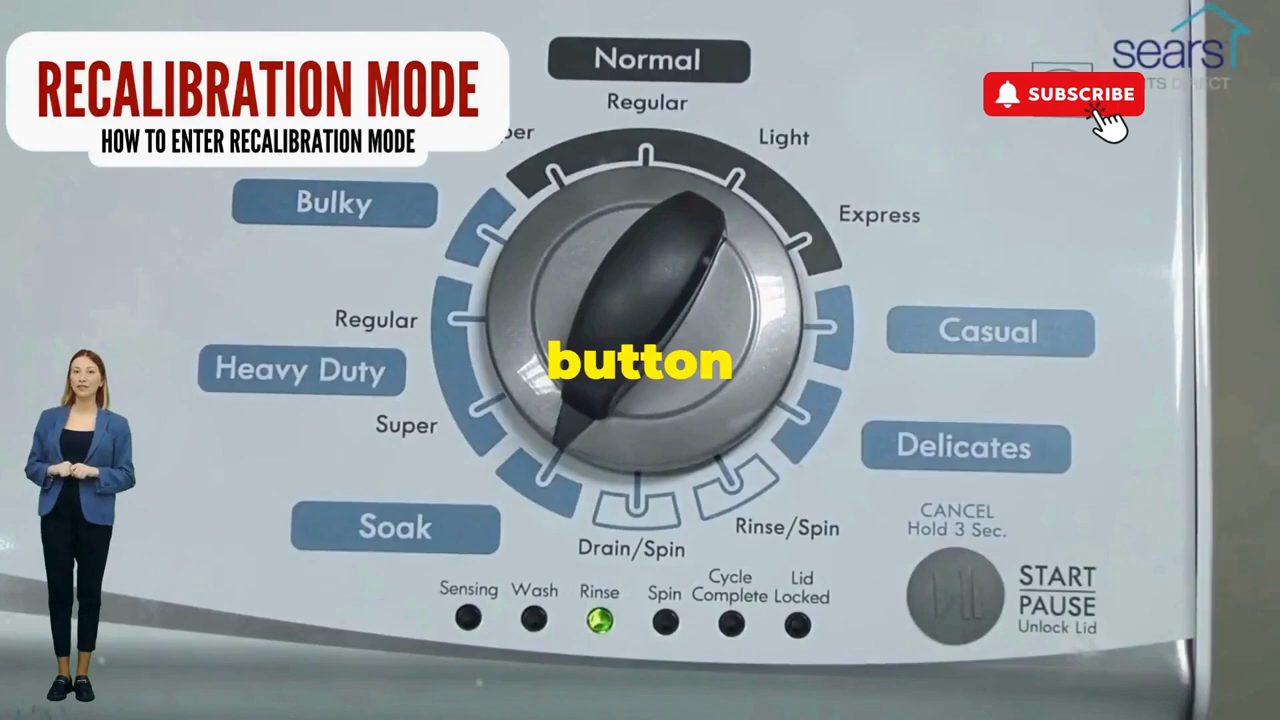 sears
RECALIBRATION MODE
HOW TO ENTER RECALIBRATION MODE
SUBSCRIBE
DIRECT
Normal
Regular
Light
Express
Bulky
Regular
Heavy Duty
Super
Casual
button
Delicates
Soak
Rinse/Spin
Drain/Spin
CANCEL
Hold 3 Sec.
START
PAUSE
Unlock Lid
Sensing
Wash
Rinse
Spin
Cycle
Complete
Lid
Locked